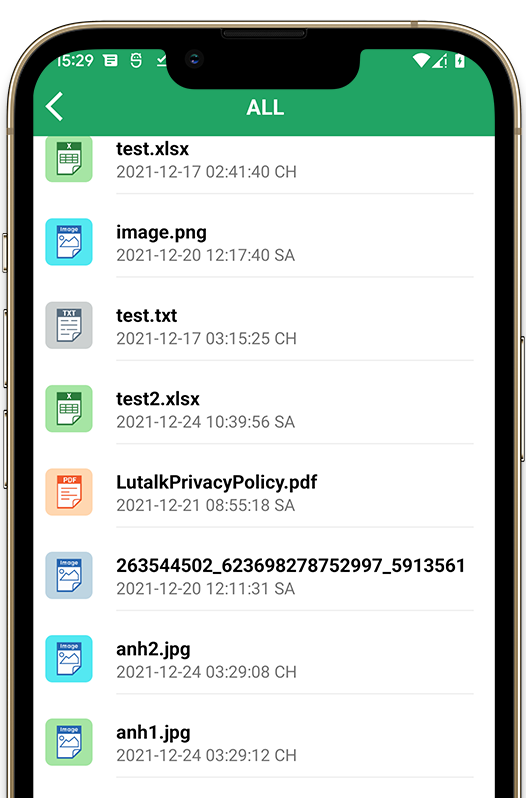 15:29
ALL
X
test.xlsx
2021-12-17 02:41:40 CH
Image
image.png
2021-12-20 12:17:40 SA
TXT
test.txt
2021-12-17 03:15:25 CH
X
test2.xlsx
2021-12-24 10:39:56 SA
PDF
LutalkPrivacyPolicy.pdf
2021-12-21 08:55:18 SA
Image
263544502_623698278752997_5913561
2021-12-20 12:11:31 SA
Image
anh2.jpg
2021-12-24 03:29:08 CH
Image
anh1.jpg
2021-12-24 03:29:12 CH